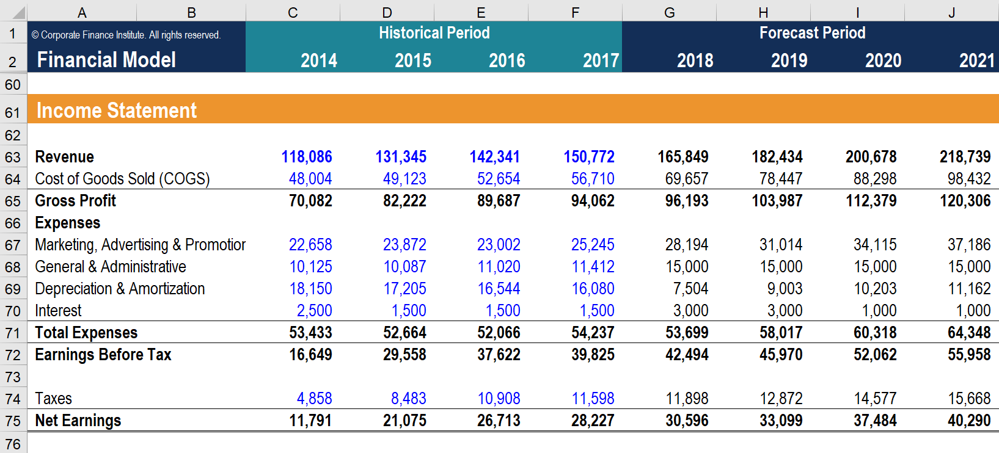 A B C D E F G H I J
1 © Corporate Finance Institute. All rights reserved. Historical Period Forecast Period
2 Financial Model 2014 2015 2016 2017 2018 2019 2020 2021
60
61 Income Statement
62
63 Revenue 118,086 131,345 142,341 150,772 165,849 182,434 200,678 218,739
64 Cost of Goods Sold (COGS) 48,004 49,123 52,654 56,710 69,657 78,447 88,298 98,432
65 Gross Profit 70,082 82,222 89,687 94,062 96,193 103,987 112,379 120,306
66 Expenses
67 Marketing, Advertising & Promotior 22,658 23,872 23,002 25,245 28,194 31,014 34,115 37,186
68 General & Administrative 10,125 10,087 11,020 11,412 15,000 15,000 15,000 15,000
69 Depreciation & Amortization 18,150 17,205 16,544 16,080 7,504 9,003 10,203 11,162
70 Interest 2,500 1,500 1,500 1,500 3,000 3,000 1,000 1,000
71 Total Expenses 53,433 52,664 52,066 54,237 53,699 58,017 60,318 64,348
72 Earnings Before Tax 16,649 29,558 37,622 39,825 42,494 45,970 52,062 55,958
73
74 Taxes 4,858 8,483 10,908 11,598 11,898 12,872 14,577 15,668
75 Net Earnings 11,791 21,075 26,713 28,227 30,596 33,099 37,484 40,290
76